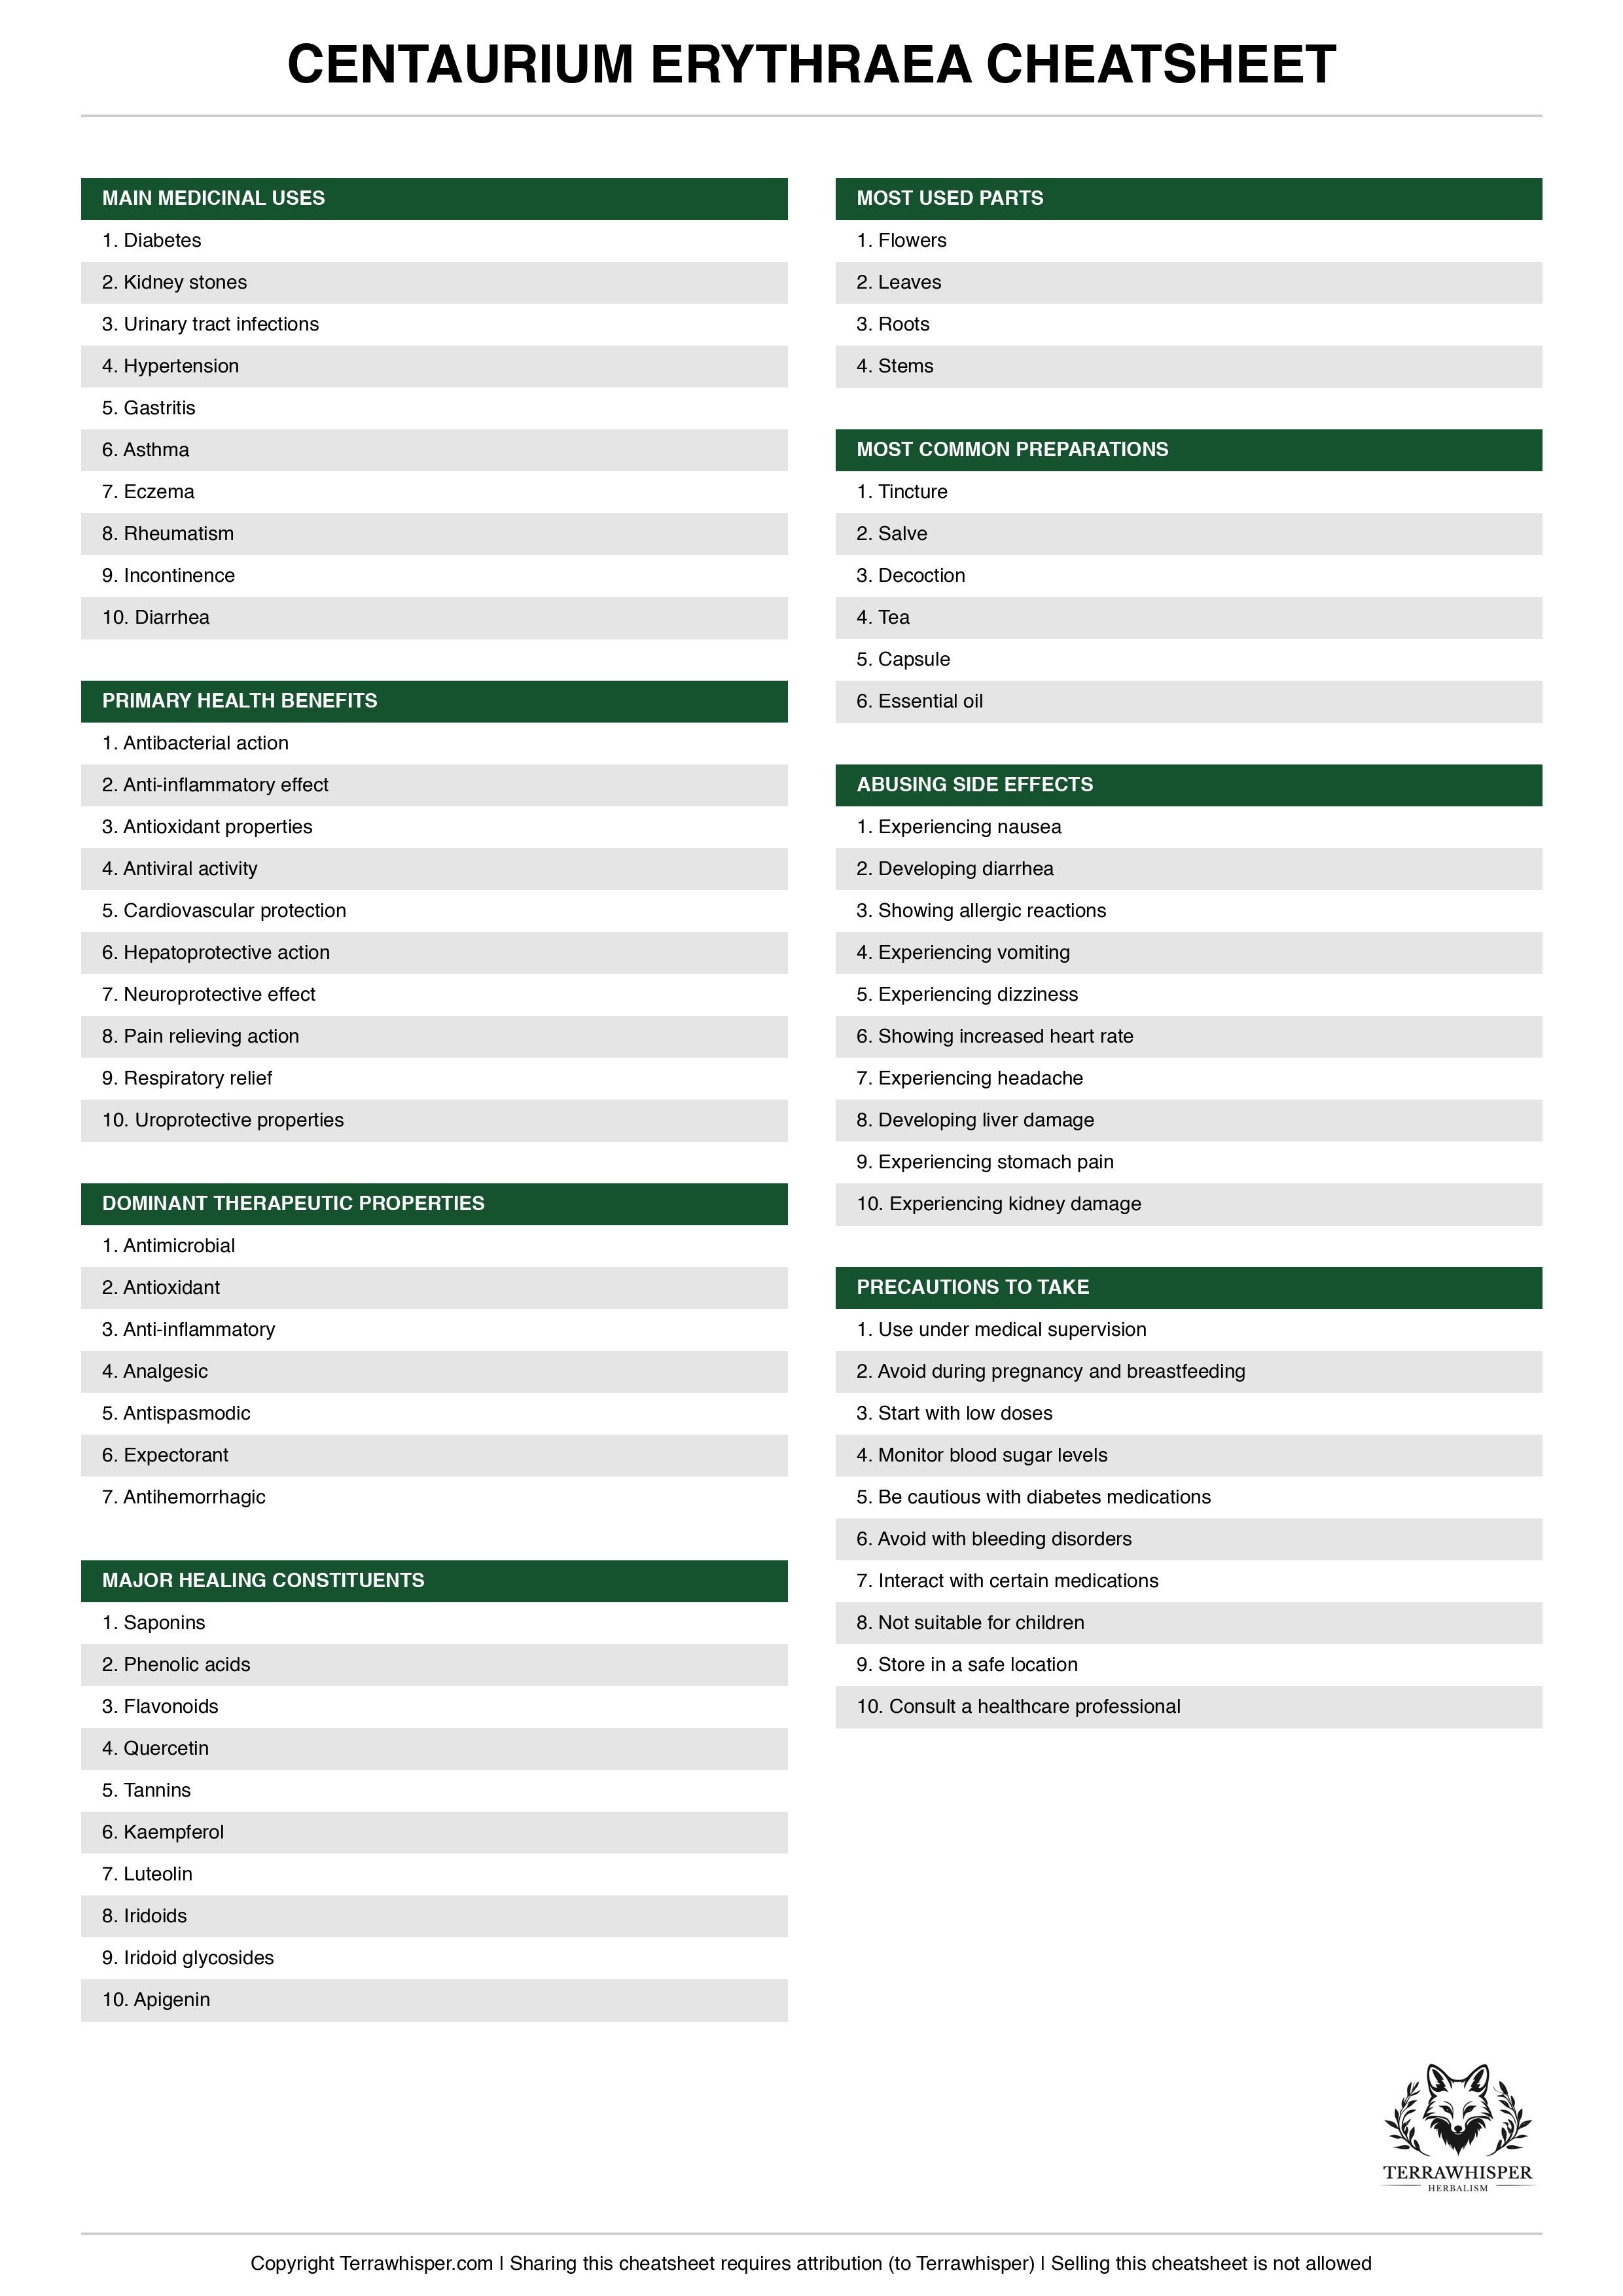 CENTAURIUM ERYTHRAEA CHEATSHEET
MAIN MEDICINAL USES
1. Diabetes
2. Kidney stones
3. Urinary tract infections
4. Hypertension
5. Gastritis
6. Asthma
7. Eczema
8. Rheumatism
9. Incontinence
10. Diarrhea
PRIMARY HEALTH BENEFITS
1. Antibacterial action
2. Anti-inflammatory effect
3. Antioxidant properties
4. Antiviral activity
5. Cardiovascular protection
6. Hepatoprotective action
7. Neuroprotective effect
8. Pain relieving action
9. Respiratory relief
10. Uroprotective properties
DOMINANT THERAPEUTIC PROPERTIES
1. Antimicrobial
2. Antioxidant
3. Anti-inflammatory
4. Analgesic
5. Antispasmodic
6. Expectorant
7. Antihemorrhagic
MAJOR HEALING CONSTITUENTS
1. Saponins
2. Phenolic acids
3. Flavonoids
4. Quercetin
5. Tannins
6. Kaempferol
7. Luteolin
8. Iridoids
9. Iridoid glycosides
10. Apigenin
MOST USED PARTS
1. Flowers
2. Leaves
3. Roots
4. Stems
MOST COMMON PREPARATIONS
1. Tincture
2. Salve
3. Decoction
4. Tea
5. Capsule
6. Essential oil
ABUSING SIDE EFFECTS
1. Experiencing nausea
2. Developing diarrhea
3. Showing allergic reactions
4. Experiencing vomiting
5. Experiencing dizziness
6. Showing increased heart rate
7. Experiencing headache
8. Developing liver damage
9. Experiencing stomach pain
10. Experiencing kidney damage
PRECAUTIONS TO TAKE
1. Use under medical supervision
2. Avoid during pregnancy and breastfeeding
3. Start with low doses
4. Monitor blood sugar levels
5. Be cautious with diabetes medications
6. Avoid with bleeding disorders
7. Interact with certain medications
8. Not suitable for children
9. Store in a safe location
10. Consult a healthcare professional
TERRAWHISPER
HERBALISM
Copyright Terrawhisper.com | Sharing this cheatsheet requires attribution (to Terrawhisper) | Selling this cheatsheet is not allowed